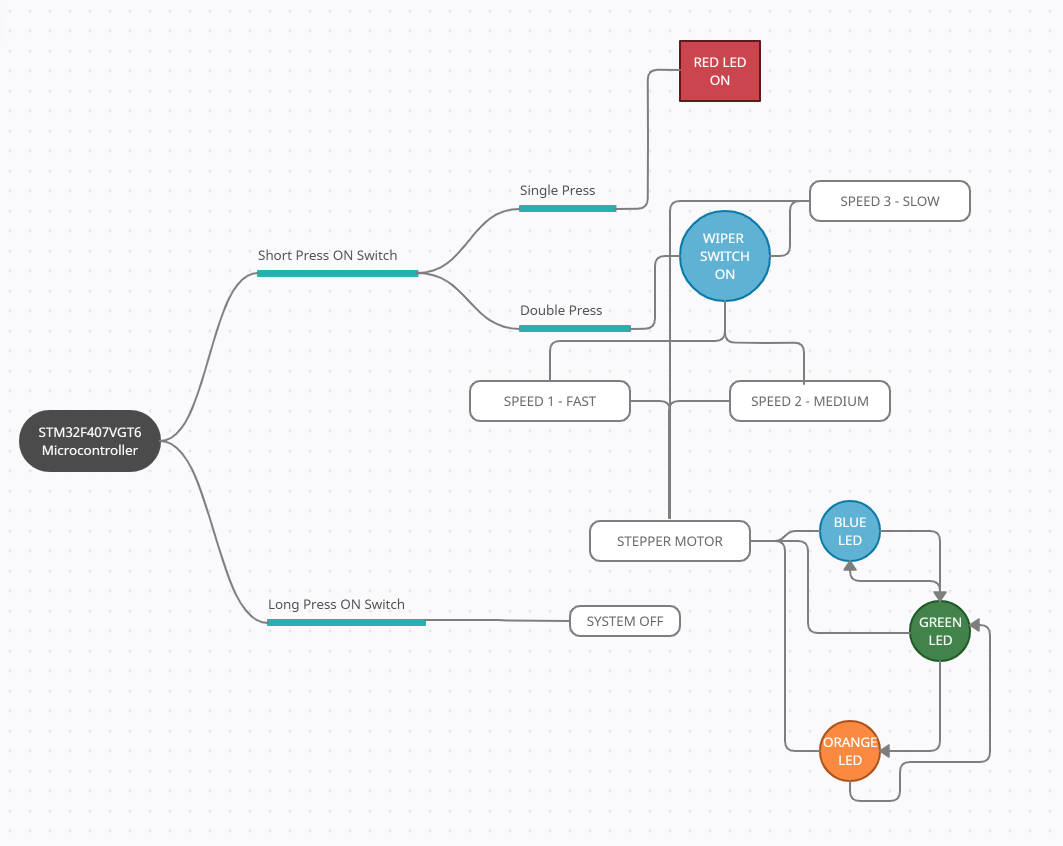 RED LED
ON
Single Press
SPEED 3 - SLOW
WIPER
SWITCH
ON
Short Press ON Switch
Double Press
SPEED 1 - FAST
SPEED 2 - MEDIUM
STM32F407VGT6
Microcontroller
BLUE
LED
STEPPER MOTOR
Long Press ON Switch
SYSTEM OFF
GREEN
LED
ORANGE
LED